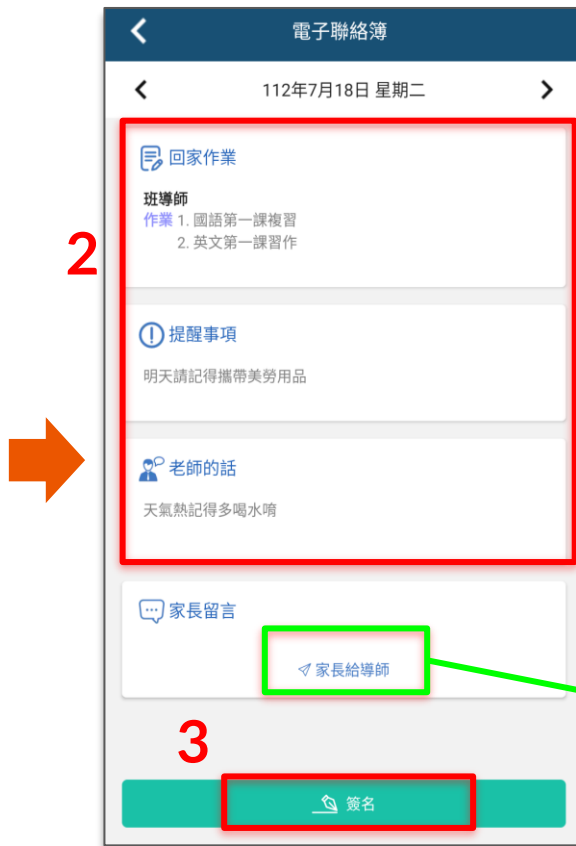 電子聯絡簿
112年7月18日 星期二
回家作業
班導師
作業 1. 國語第一課複習
2. 英文第一課習作
2
提醒事項
明天請記得攜帶美勞用品
老師的話
天氣熱記得多喝水唷
家長留言
家長給導師
3
簽名